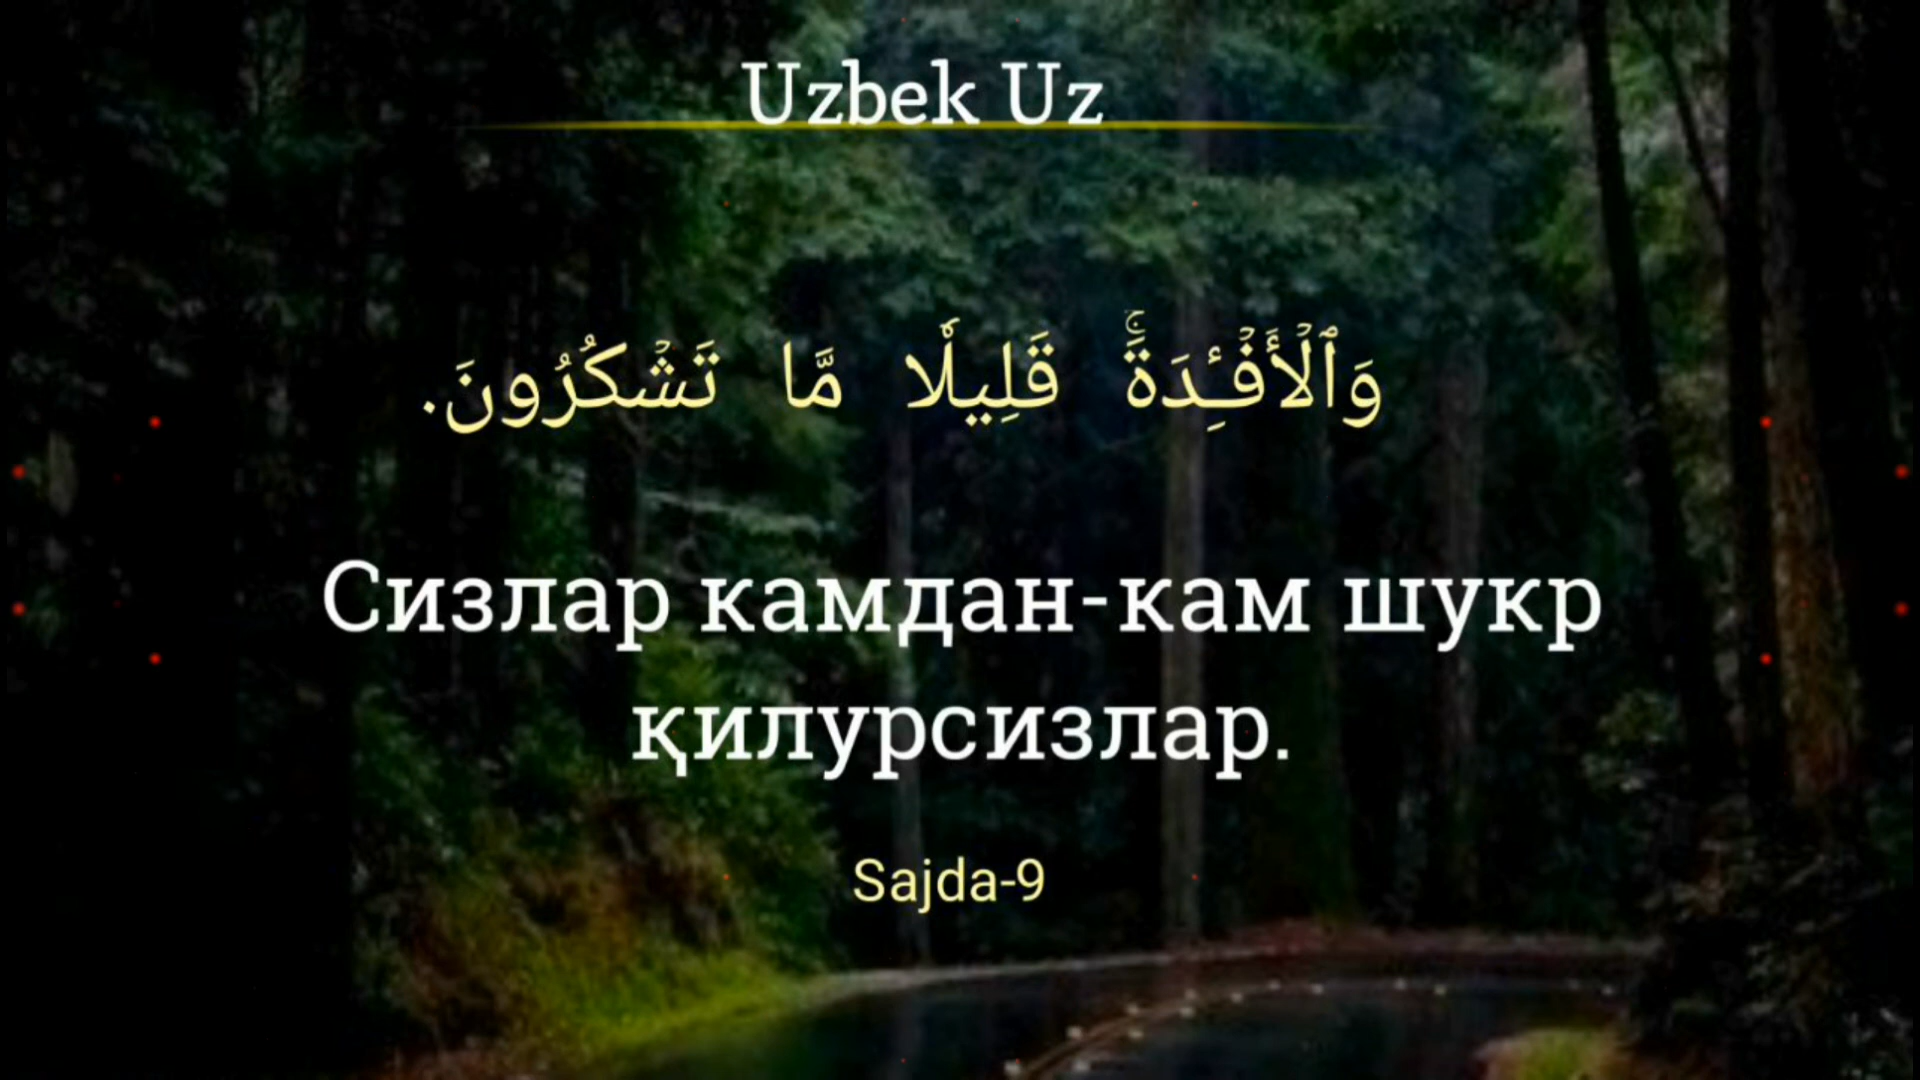 Uzbek Uz
وَٱلْأَفْـِٔدَةَۚ قَلِيلًا مَّا تَشْكُرُونَ.
Сизлар камдан-кам шукр
қилурсизлар.
Sajda-9